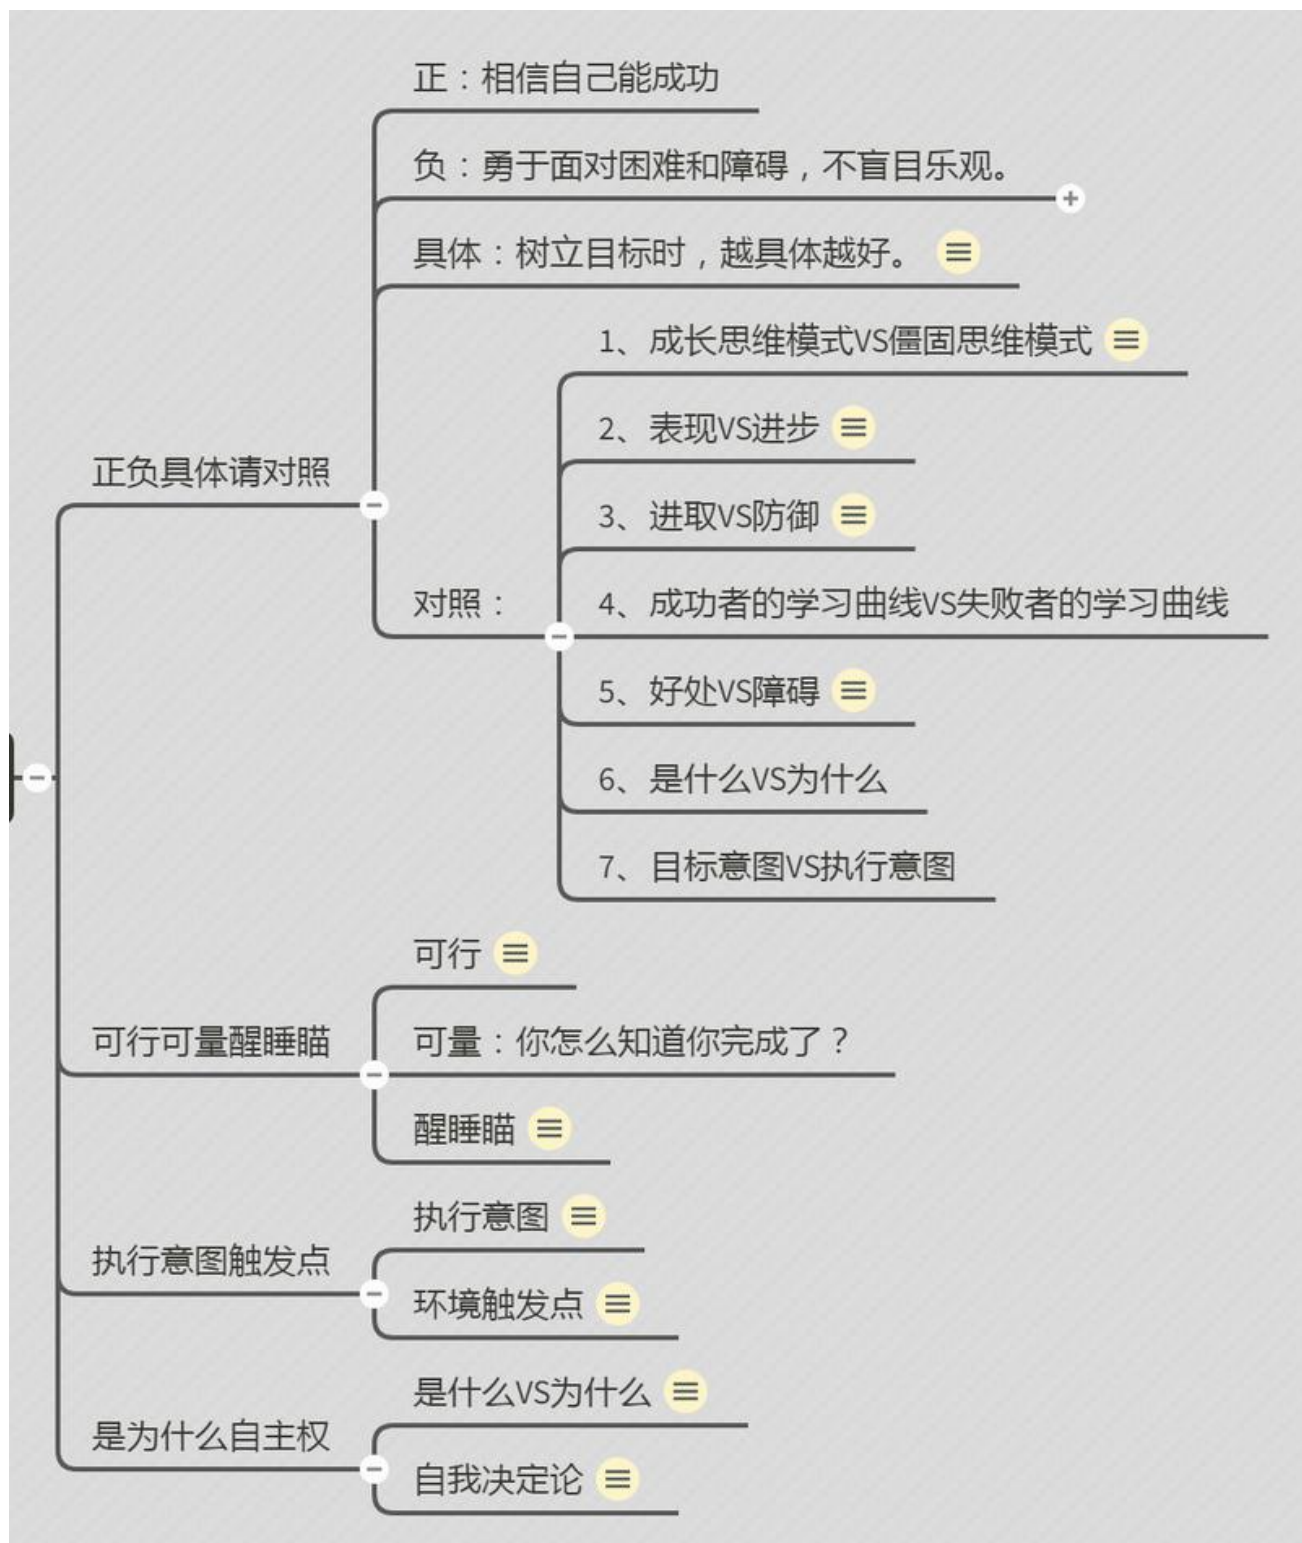 正：相信自己能成功
负：勇于面对困难和障碍，不盲目乐观。
具体：树立目标时，越具体越好。
1、成长思维模式VS僵固思维模式
2、表现VS进步
正负具体请对照
3、进取VS防御
对照：
4、成功者的学习曲线VS失败者的学习曲线
5、好处VS障碍
6、是什么VS为什么
7、目标意图VS执行意图
可行
可行可量醒睡瞄
可量：你怎么知道你完成了？
醒睡瞄
执行意图
执行意图触发点
环境触发点
是什么VS为什么
是为什么自主权
自我决定论